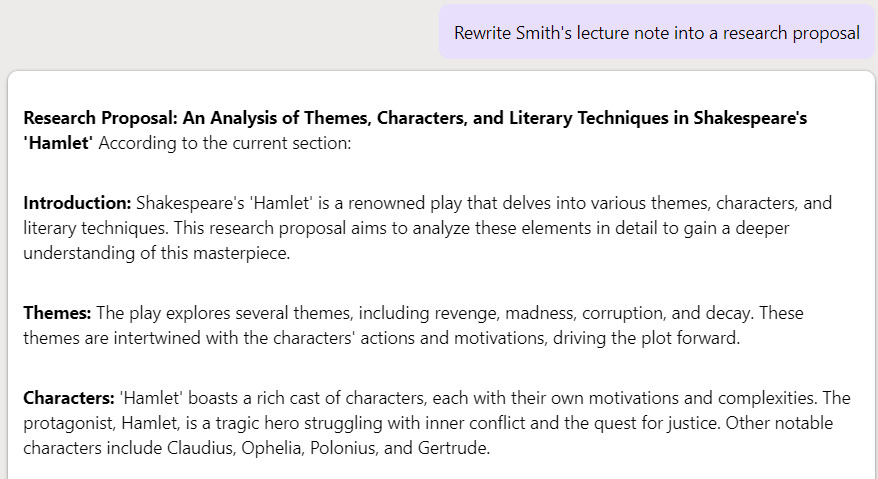 Rewrite Smith's lecture note into a research proposal
Research Proposal: An Analysis of Themes, Characters, and Literary Techniques in Shakespeare's
'Hamlet' According to the current section:
Introduction: Shakespeare's 'Hamlet' is a renowned play that delves into various themes, characters, and
literary techniques. This research proposal aims to analyze these elements in detail to gain a deeper
understanding of this masterpiece.
Themes: The play explores several themes, including revenge, madness, corruption, and decay. These
themes are intertwined with the characters' actions and motivations, driving the plot forward.
Characters: 'Hamlet' boasts a rich cast of characters, each with their own motivations and complexities. The
protagonist, Hamlet, is a tragic hero struggling with inner conflict and the quest for justice. Other notable
characters include Claudius, Ophelia, Polonius, and Gertrude.